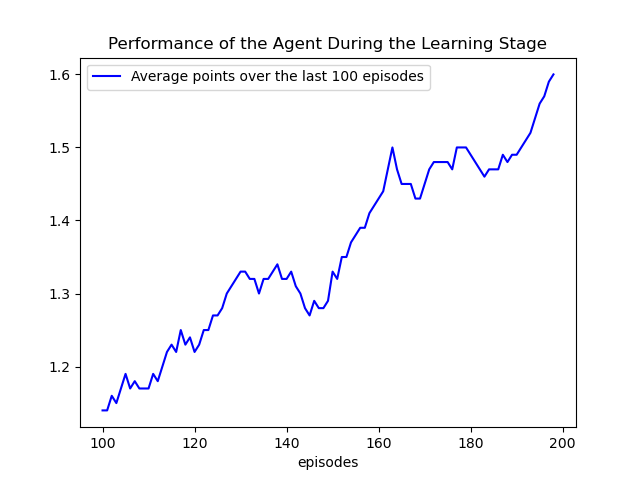 Performance of the Agent During the Learning Stage
Average points over the last 100 episodes
1.6
1.5
1.4
1.3
1.2
100 120 140 160 180 200
episodes